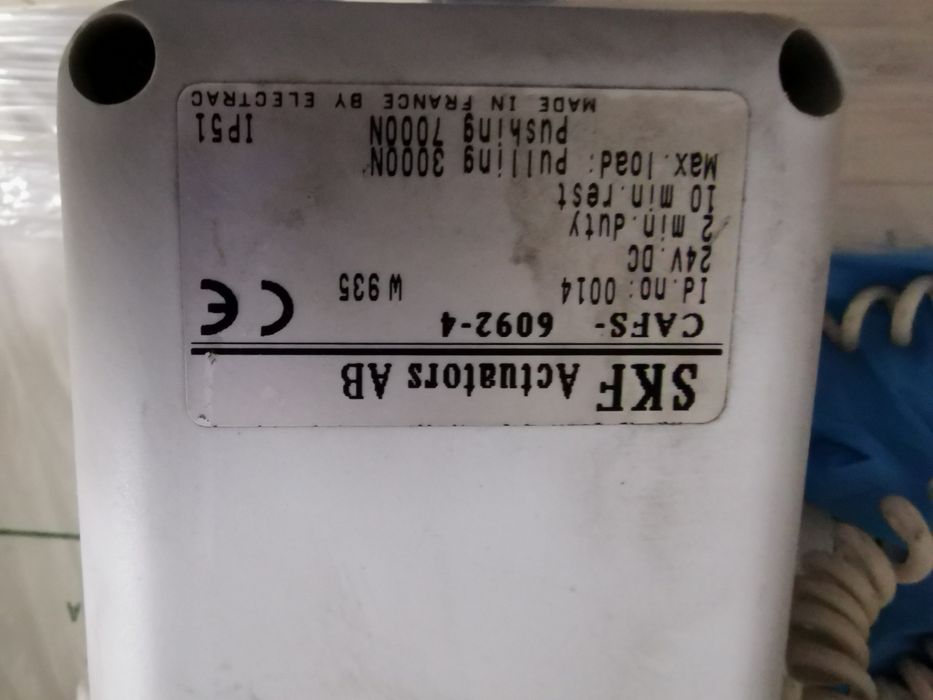 SKF Actuators AB
CAFS- 6092-4
Id.no: 0014 W 935
24V. DC
2 min.duty
10 min.rest
Max.load: Pulling 3000N
Pushing 7000N IP51
MADE IN FRANCE BY ELECTRAC
CE